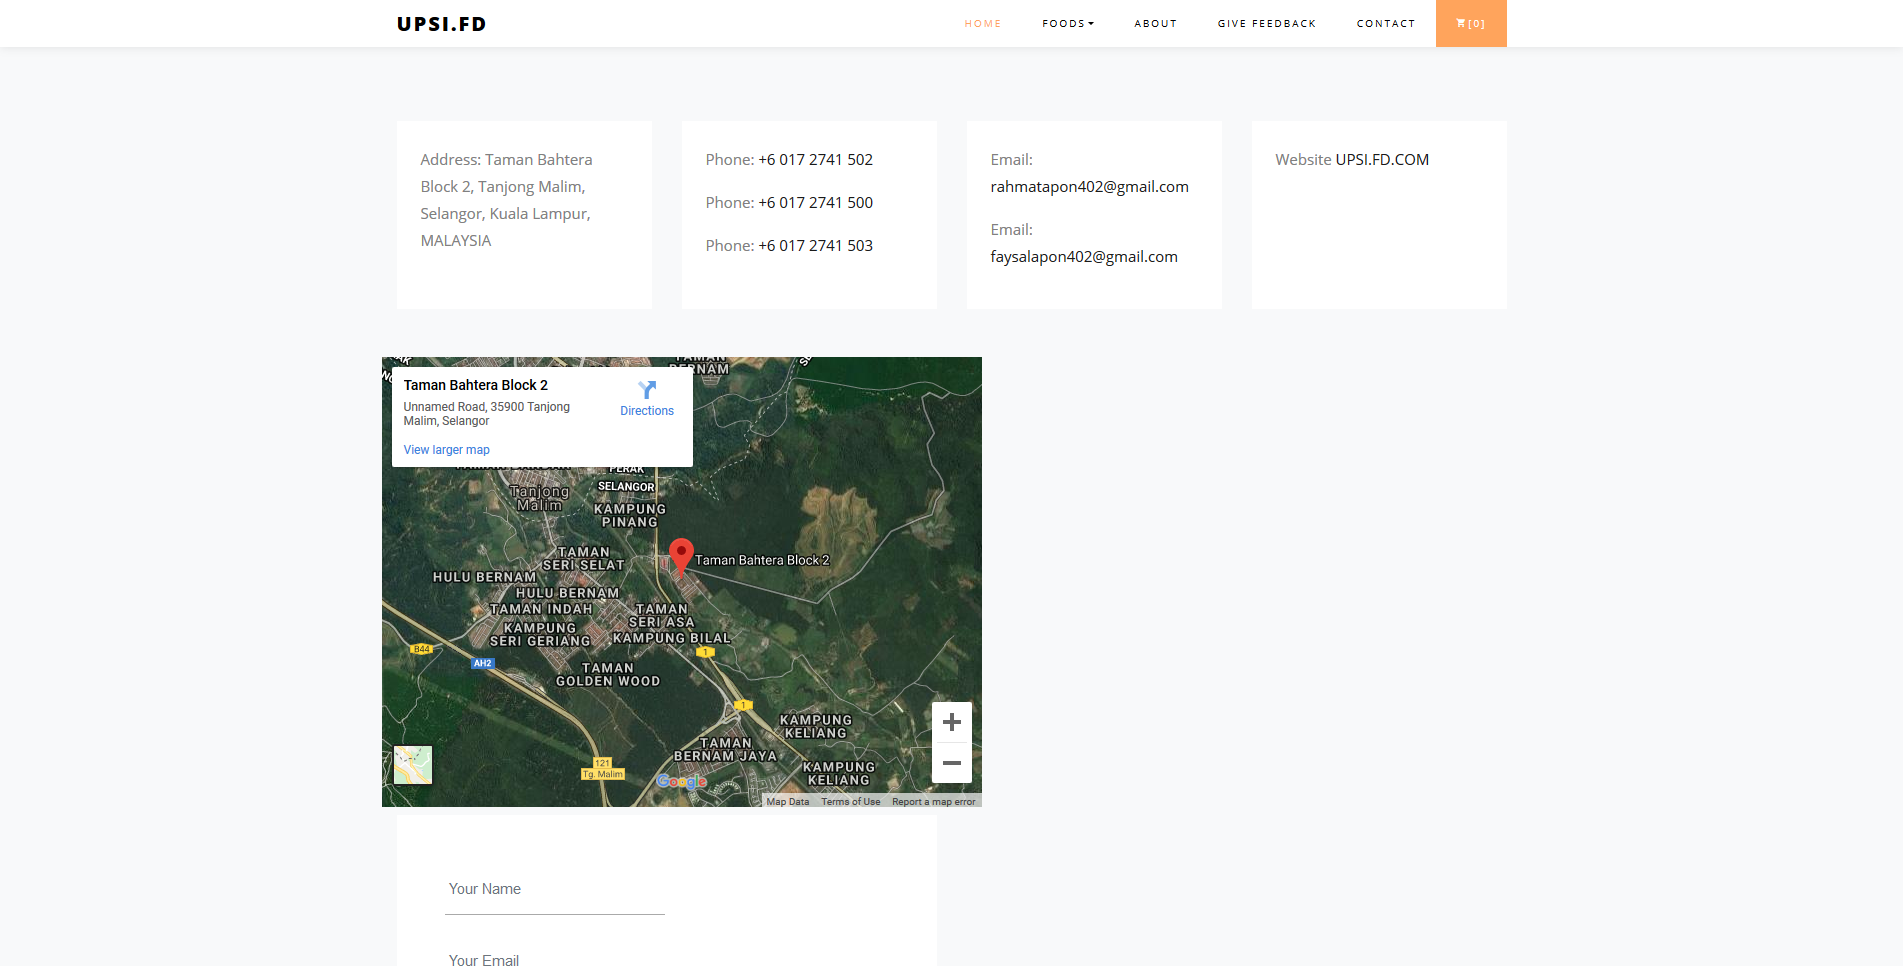 UPSI.FD
HOME FOODS ABOUT GIVE FEEDBACK CONTACT [0]
Address: Taman Bahtera
Block 2, Tanjong Malim,
Selangor, Kuala Lampur,
MALAYSIA
Phone: +6 017 2741 502
Phone: +6 017 2741 500
Phone: +6 017 2741 503
Email:
rahmatapon402@gmail.com
Email:
faysalapon402@gmail.com
Website UPSI.FD.COM
TAMAN
BERNAM
Taman Bahtera Block 2
Unnamed Road, 35900 Tanjong
Malim, Selangor
Directions
View larger map
PERAK
SELANGOR
Tanjong
Malim
KAMPUNG
PINANG
TAMAN
SERI SELAT
Taman Bahtera Block 2
HULU BERNAM
HULU BERNAM
TAMAN INDAH
TAMAN
SERI ASA
KAMPUNG
SERI GERIANG
KAMPUNG BILAL
B44
1
AH2
TAMAN
GOLDEN WOOD
1
KAMPUNG
KELIANG
TAMAN
BERNAM JAYA
121
Tg. Malim
KAMPUNG
KELIANG
Google
Map Data Terms of Use Report a map error
Your Name
Your Email